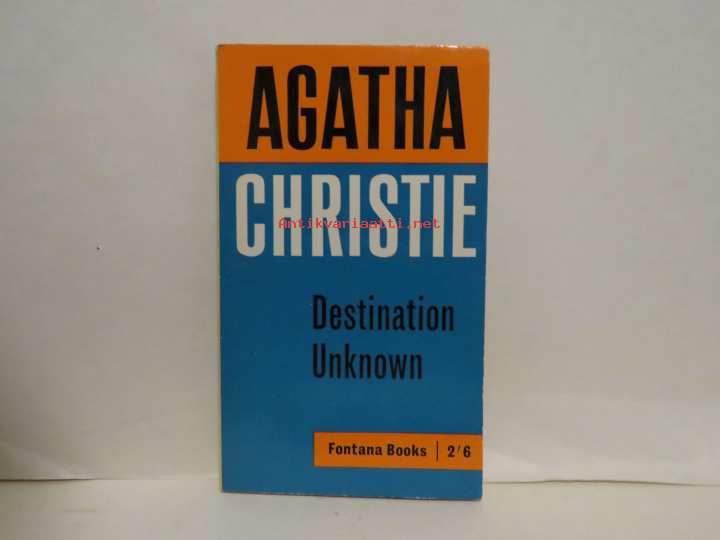 AGATHA
CHRISTIE
Antikvariaatti.net
Destination
Unknown
Fontana Books | 2'6